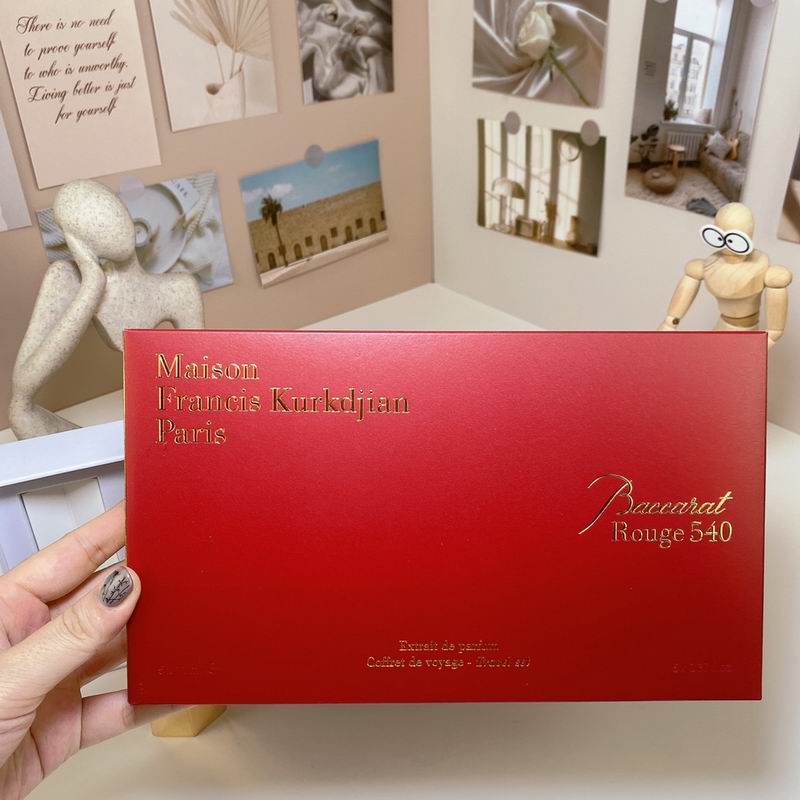 There is no need
to prove yourself
to who is unworthy.
Living better is just
for yourself
Maison
Francis Kurkdjian
Paris
Baccarat
Rouge 540
Extrait de parfum
Coffret de voyage - Travel set